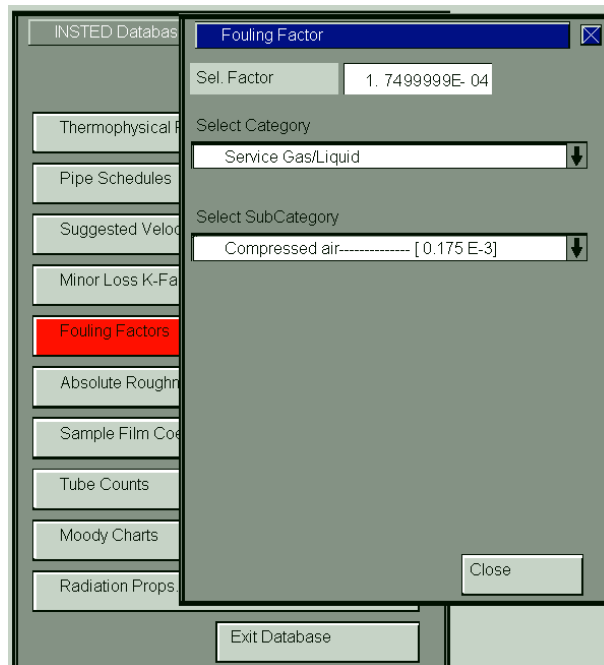 INSTED Databas
Fouling Factor
Sel. Factor
1. 7499999E- 04
Select Category
Service Gas/Liquid
Select SubCategory
Compressed air-------------- [ 0.175 E-3]
Thermophysical P
Pipe Schedules
Suggested Veloc
Minor Loss K-Fa
Fouling Factors
Absolute Roughn
Sample Film Coe
Tube Counts
Moody Charts
Radiation Props.
Close
Exit Database